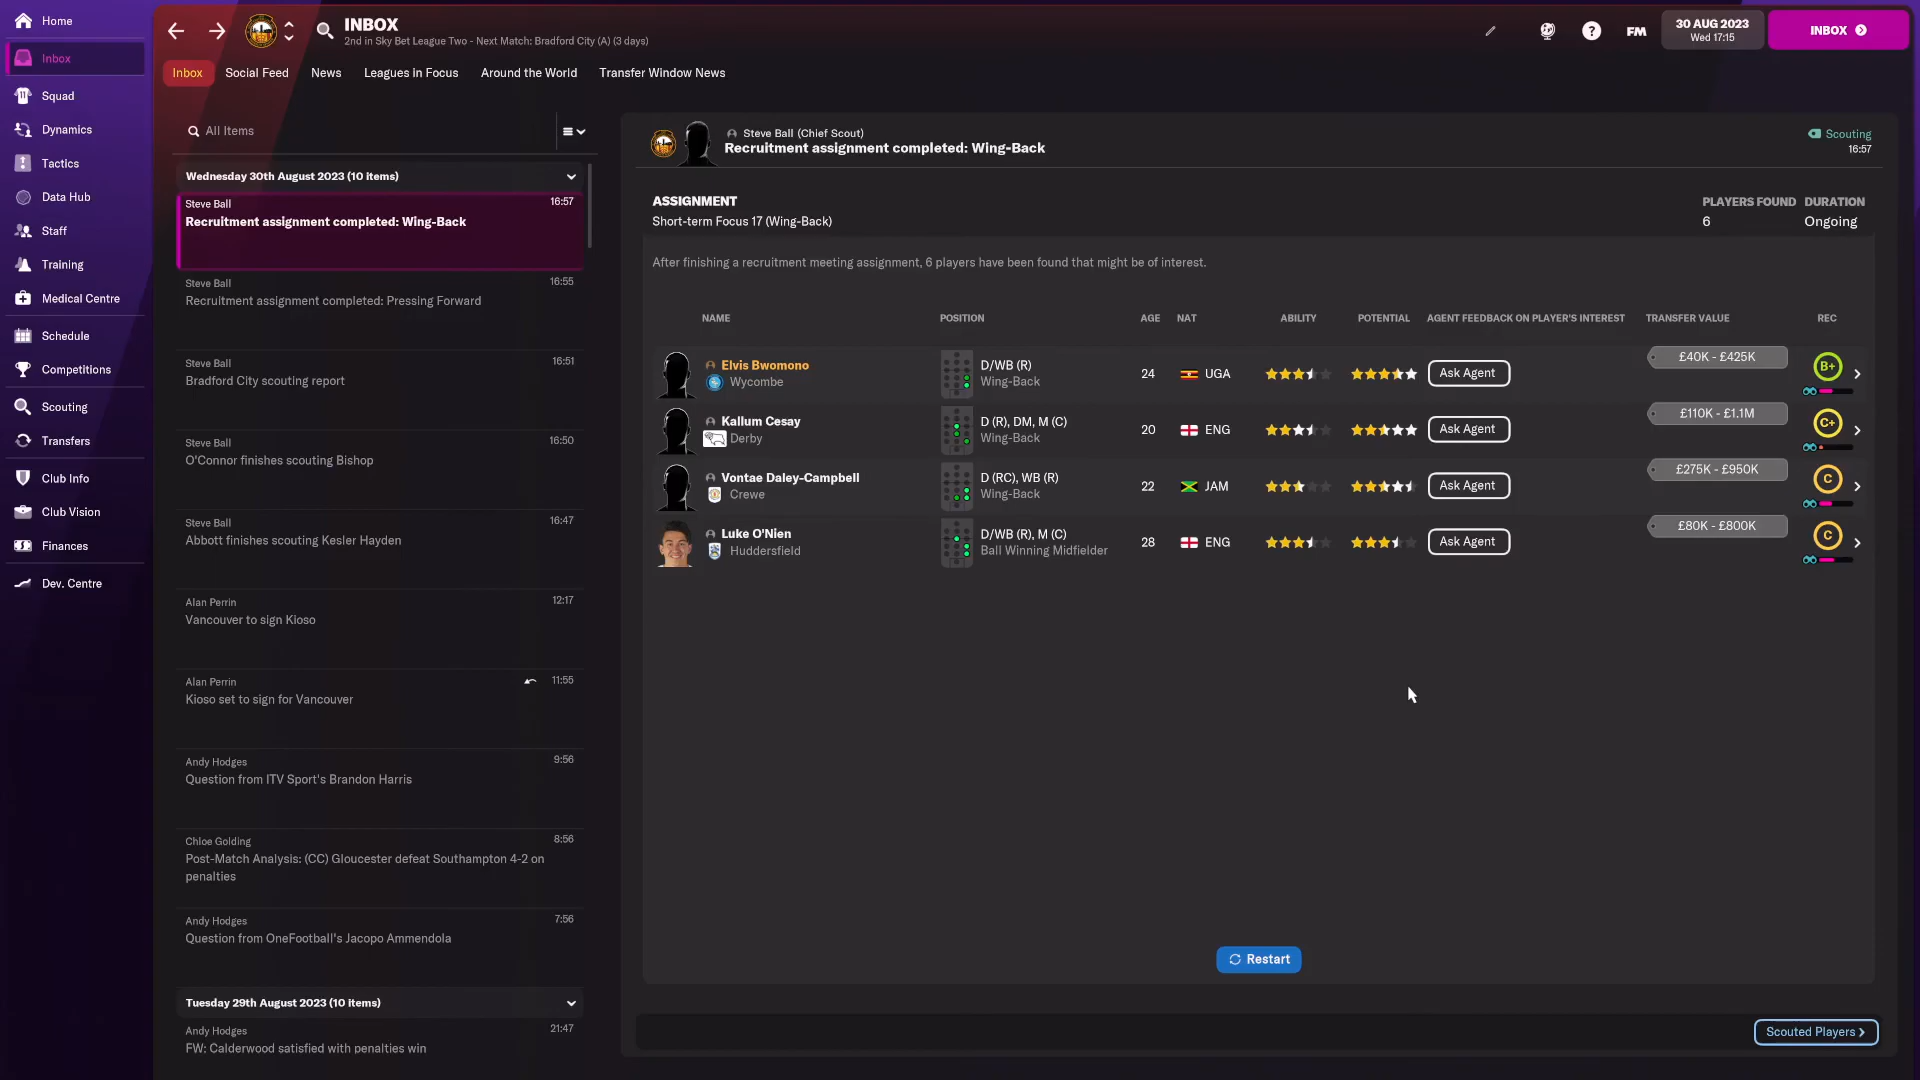 Home
Inbox
Squad
Dynamics
Tactics
Data Hub
Staff
Training
Medical Centre
Schedule
Competitions
Scouting
Transfers
Club Info
Club Vision
Finances
Dev. Centre
INBOX
2nd in Sky Bet League Two - Next Match: Bradford City (A) (3 days)
FM
30 AUG 2023
Wed 17:15
INBOX
Inbox Social Feed News Leagues in Focus Around the World Transfer Window News
All Items
Wednesday 30th August 2023 (10 items)
Steve Ball 16:57
Recruitment assignment completed: Wing-Back
Steve Ball 16:55
Recruitment assignment completed: Pressing Forward
Steve Ball 16:51
Bradford City scouting report
Steve Ball 16:50
O'Connor finishes scouting Bishop
Steve Ball 16:47
Abbott finishes scouting Kesler Hayden
Alan Perrin 12:17
Vancouver to sign Kioso
Alan Perrin 11:55
Kioso set to sign for Vancouver
Andy Hodges 9:56
Question from ITV Sport's Brandon Harris
Chloe Golding 8:56
Post-Match Analysis: (CC) Gloucester defeat Southampton 4-2 on
penalties
Andy Hodges 7:56
Question from OneFootball's Jacopo Ammendola
Tuesday 29th August 2023 (10 items)
Andy Hodges 21:47
FW: Calderwood satisfied with penalties win
Steve Ball (Chief Scout)
Recruitment assignment completed: Wing-Back
Scouting
16:57
ASSIGNMENT PLAYERS FOUND DURATION
Short-term Focus 17 (Wing-Back) 6 Ongoing
After finishing a recruitment meeting assignment, 6 players have been found that might be of interest.
NAME POSITION AGE NAT ABILITY POTENTIAL AGENT FEEDBACK ON PLAYER'S INTEREST TRANSFER VALUE REC
Elvis Bwomono D/WB (R) 24 UGA Ask Agent £40K - £425K B+
Wycombe Wing-Back
Kallum Cesay D (R), DM, M (C) 20 ENG Ask Agent £110K - £1.1M C+
Derby Wing-Back
Vontae Daley-Campbell D (RC), WB (R) 22 JAM Ask Agent £275K - £950K C
Crewe Wing-Back
Luke O'Nien D/WB (R), M (C) 28 ENG Ask Agent £80K - £800K C
Huddersfield Ball Winning Midfielder
Restart
Scouted Players